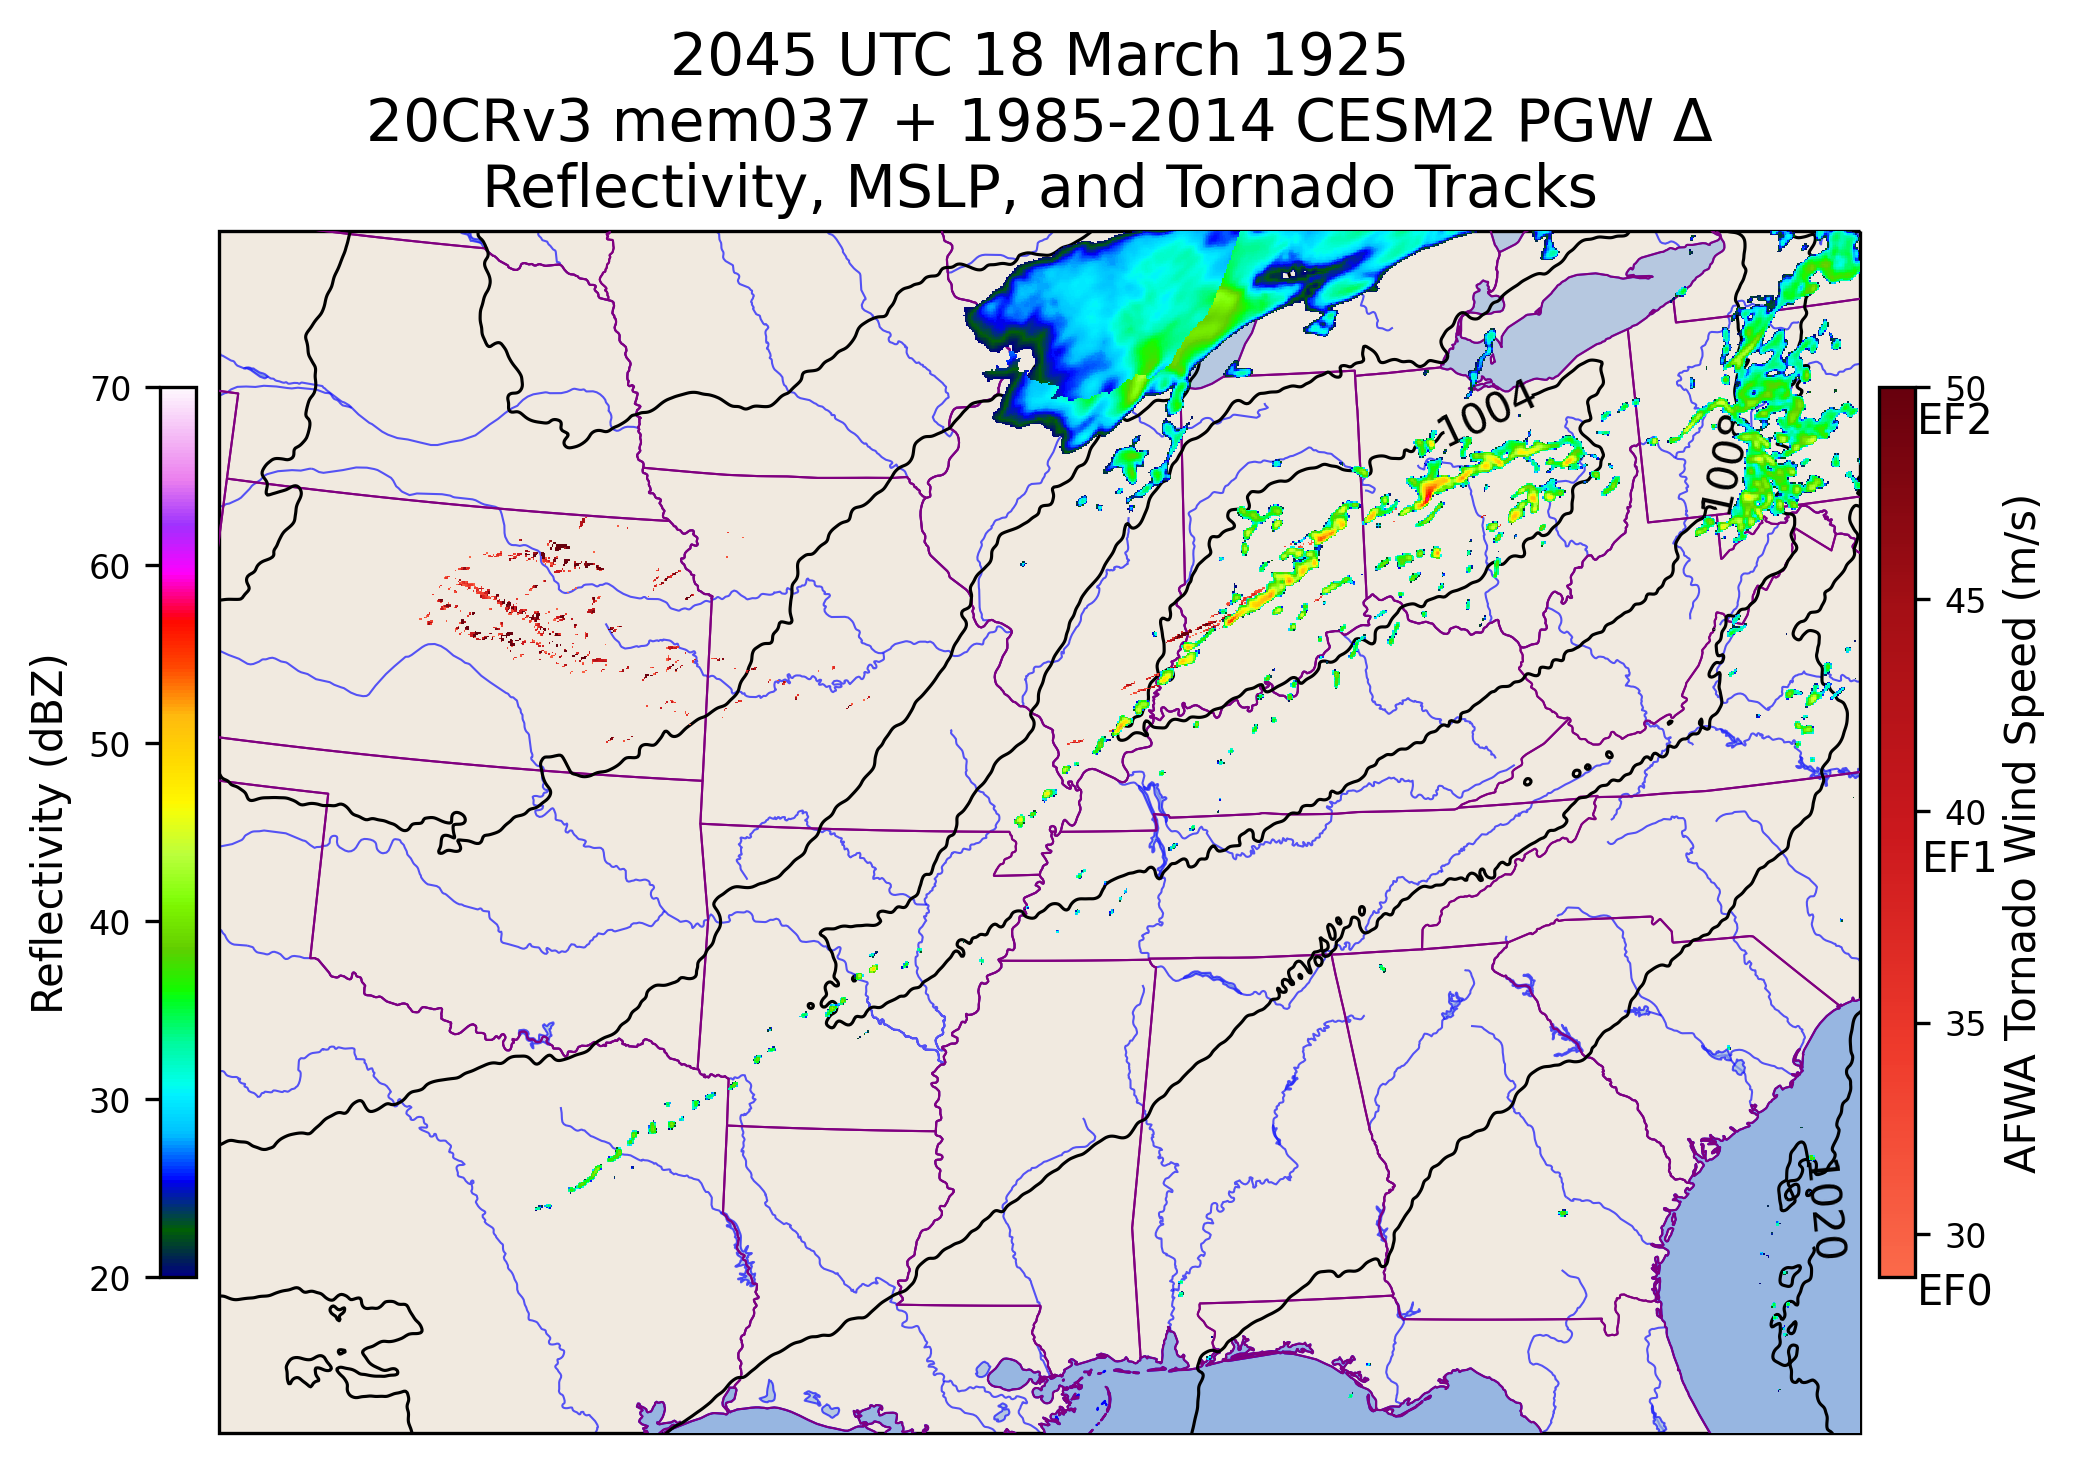 2045 UTC 18 March 1925
20CRv3 mem037 + 1985-2014 CESM2 PGW Δ
Reflectivity, MSLP, and Tornado Tracks
Reflectivity (dBZ)
70
60
50
40
30
20
1004
1008
1020
50
EF2
45
40
EF1
35
30
EF0
AFWA Tornado Wind Speed (m/s)